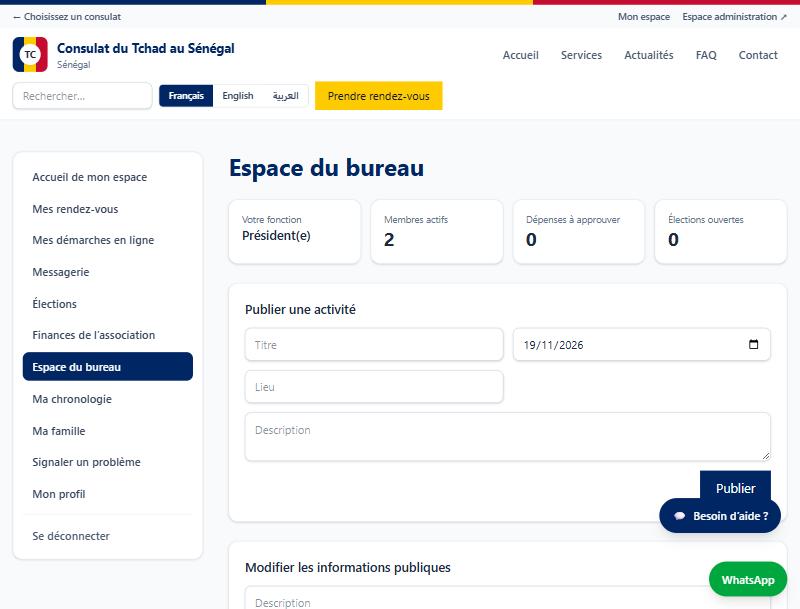 ← Choisissez un consulat
Mon espace
Espace administration ↗
TC
Consulat du Tchad au Sénégal
Sénégal
Accueil
Services
Actualités
FAQ
Contact
Rechercher...
Français
English
العربية
Prendre rendez-vous
Accueil de mon espace
Mes rendez-vous
Mes démarches en ligne
Messagerie
Élections
Finances de l'association
Espace du bureau
Ma chronologie
Ma famille
Signaler un problème
Mon profil
Se déconnecter
Espace du bureau
Votre fonction
Président(e)
Membres actifs
2
Dépenses à approuver
0
Élections ouvertes
0
Publier une activité
Titre
19/11/2026
Lieu
Description
Publier
Besoin d'aide ?
Modifier les informations publiques
Description
WhatsApp